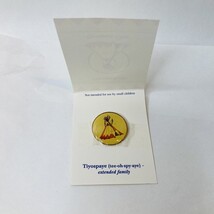 Not intended for use by small children
Tiyospaye (tee-oh-spy-aye) -
extended family